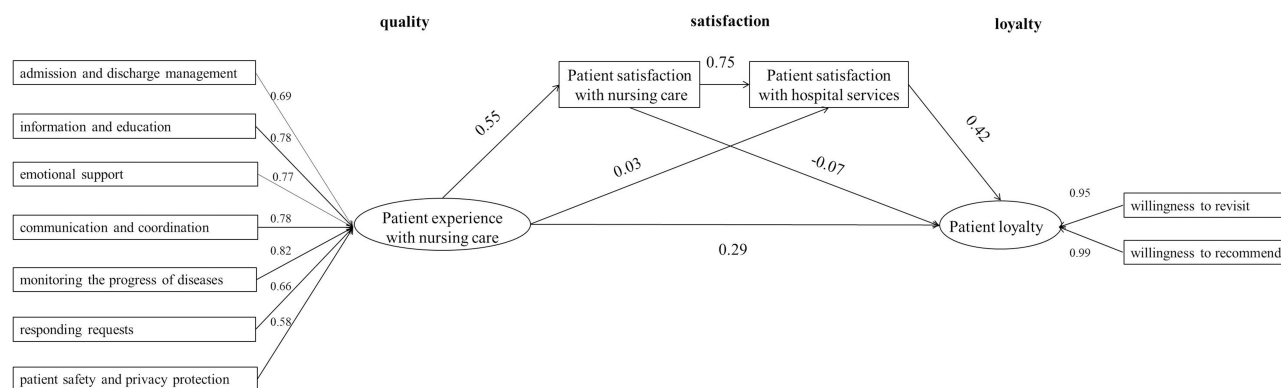 quality
satisfaction
loyalty
admission and discharge management
information and education
emotional support
communication and coordination
monitoring the progress of diseases
responding requests
patient safety and privacy protection
0.69
0.78
0.77
0.78
0.82
0.66
0.58
Patient experience
with nursing care
0.55
0.03
0.29
Patient satisfaction
with nursing care
0.75
Patient satisfaction
with hospital services
-0.07
0.42
Patient loyalty
0.95
0.99
willingness to revisit
willingness to recommend